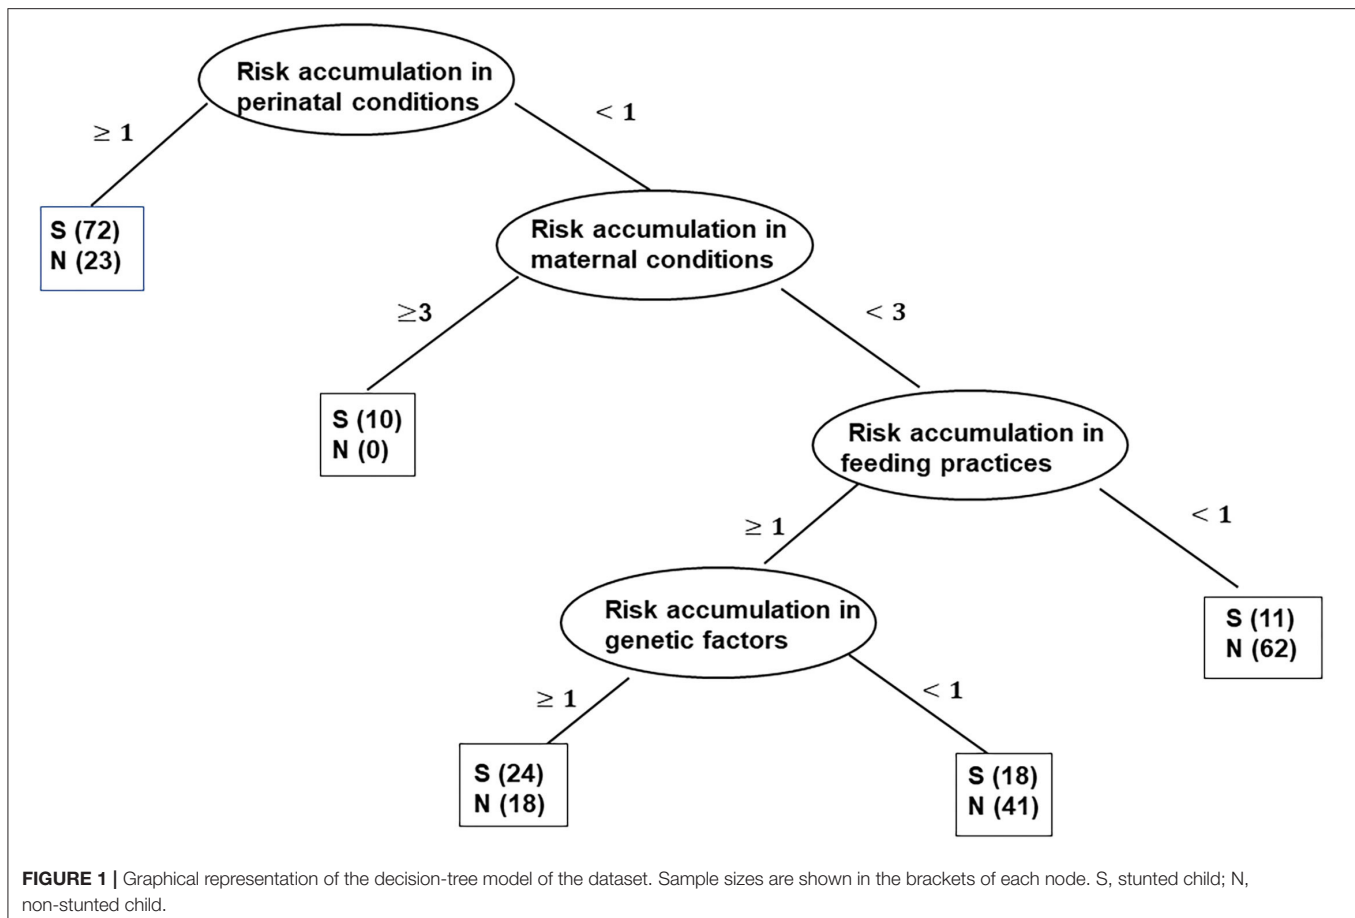 Risk accumulation in
perinatal conditions
≥ 1
< 1
S (72)
N (23)
Risk accumulation in
maternal conditions
≥3
< 3
S (10)
N (0)
Risk accumulation in
feeding practices
≥ 1
< 1
Risk accumulation in
genetic factors
S (11)
N (62)
≥ 1
< 1
S (24)
N (18)
S (18)
N (41)
FIGURE 1 | Graphical representation of the decision-tree model of the dataset. Sample sizes are shown in the brackets of each node. S, stunted child; N,
non-stunted child.